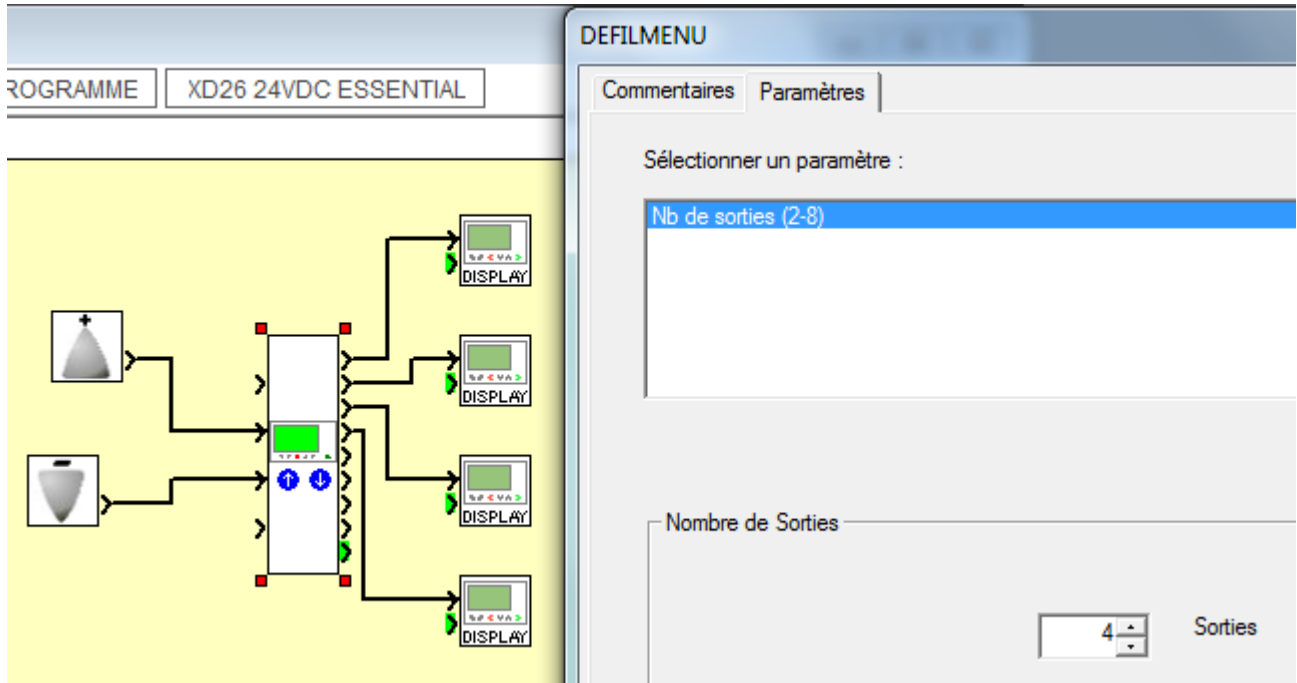 DEFILMENU
ROGRAMME
XD26 24VDC ESSENTIAL
Commentaires
Paramètres
Sélectionner un paramètre :
Nb de sorties (2-8)
DISPLAY
DISPLAY
DISPLAY
DISPLAY
Nombre de Sorties
4
Sorties